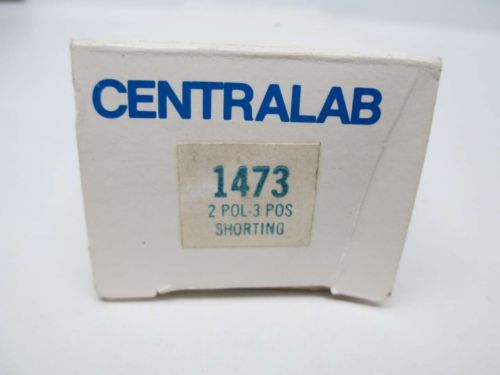 CENTRALAB
1473
2 POL-3 POS
SHORTING